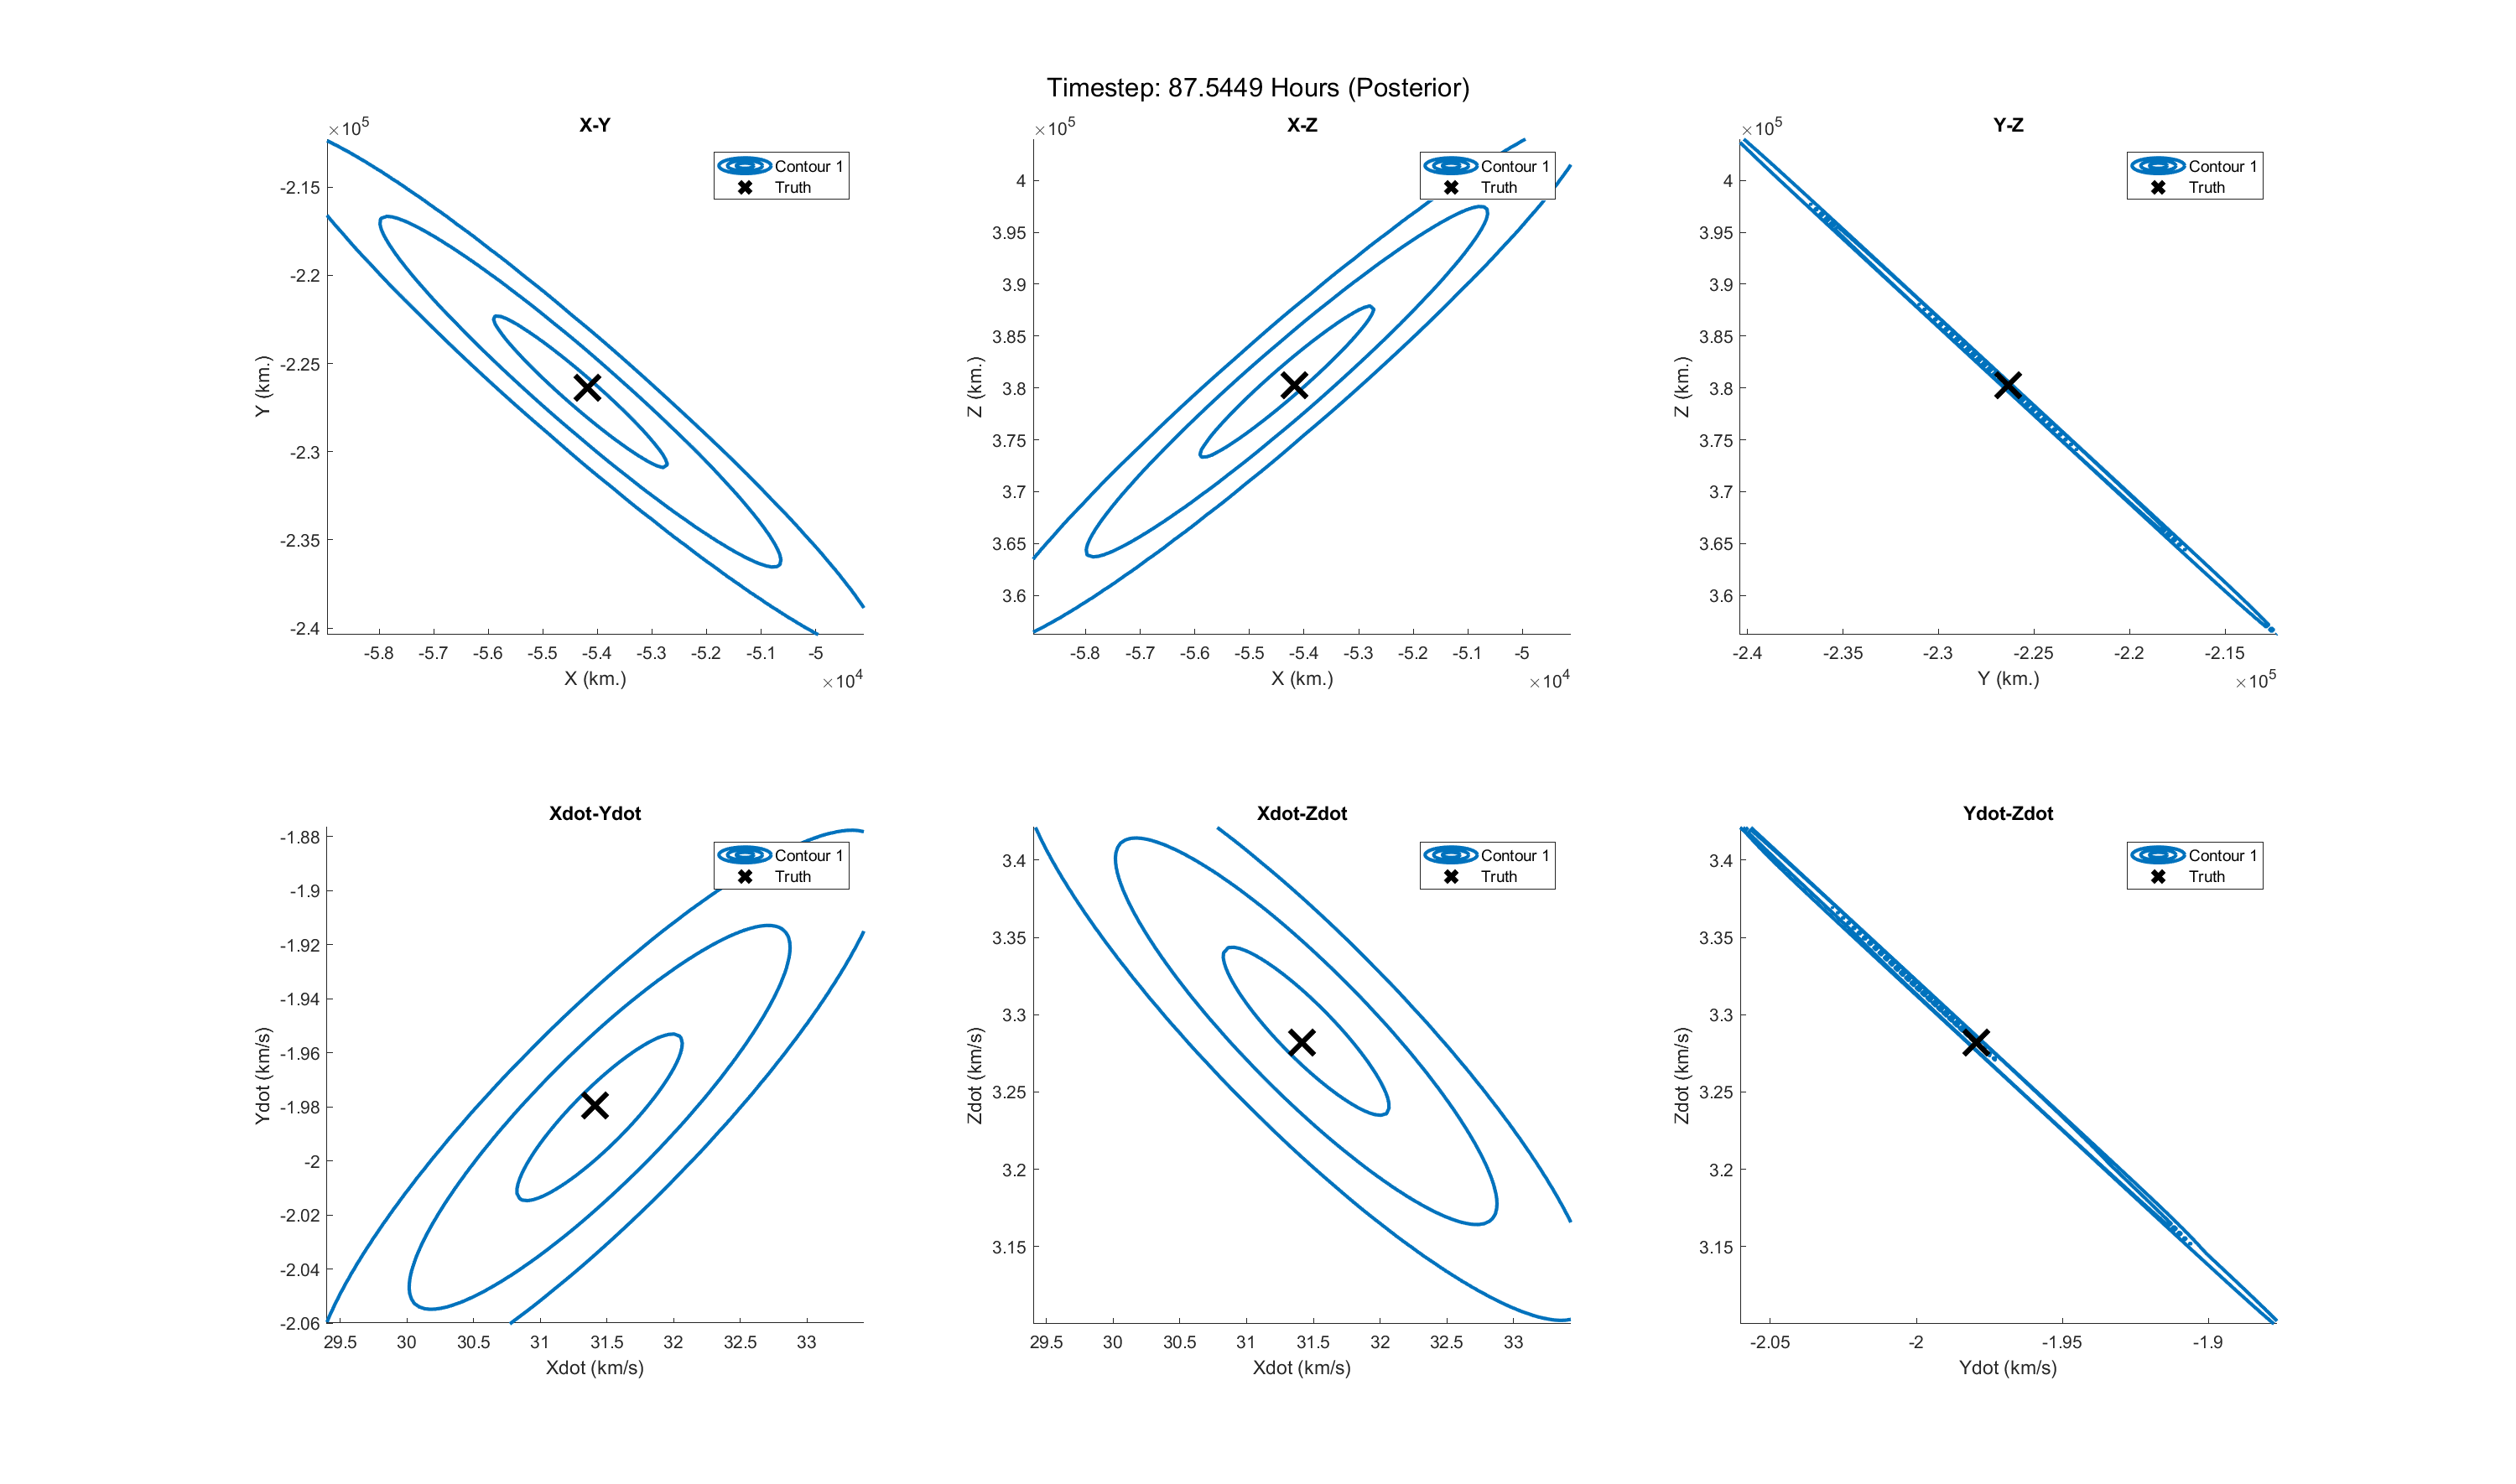 Timestep: 87.5449 Hours (Posterior)
X-Y
×10^5
Contour 1
Truth
-2.15
-2.2
-2.25
-2.3
-2.35
-2.4
Y (km.)
-5.8 -5.7 -5.6 -5.5 -5.4 -5.3 -5.2 -5.1 -5
X (km.)
×10^4
X-Z
×10^5
Contour 1
Truth
4
3.95
3.9
3.85
3.8
3.75
3.7
3.65
3.6
Z (km.)
-5.8 -5.7 -5.6 -5.5 -5.4 -5.3 -5.2 -5.1 -5
X (km.)
×10^4
Y-Z
×10^5
Contour 1
Truth
4
3.95
3.9
3.85
3.8
3.75
3.7
3.65
3.6
Z (km.)
-2.4 -2.35 -2.3 -2.25 -2.2 -2.15
Y (km.)
×10^5
Xdot-Ydot
Contour 1
Truth
-1.88
-1.9
-1.92
-1.94
-1.96
-1.98
-2
-2.02
-2.04
-2.06
Ydot (km/s)
29.5 30 30.5 31 31.5 32 32.5 33
Xdot (km/s)
Xdot-Zdot
Contour 1
Truth
3.4
3.35
3.3
3.25
3.2
3.15
Zdot (km/s)
29.5 30 30.5 31 31.5 32 32.5 33
Xdot (km/s)
Ydot-Zdot
Contour 1
Truth
3.4
3.35
3.3
3.25
3.2
3.15
Zdot (km/s)
-2.05 -2 -1.95 -1.9
Ydot (km/s)